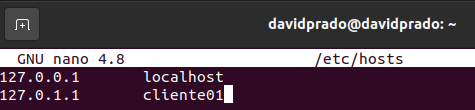 davidprado@davidprado: ~
GNU nano 4.8 /etc/hosts
127.0.0.1 localhost
127.0.1.1 cliente01